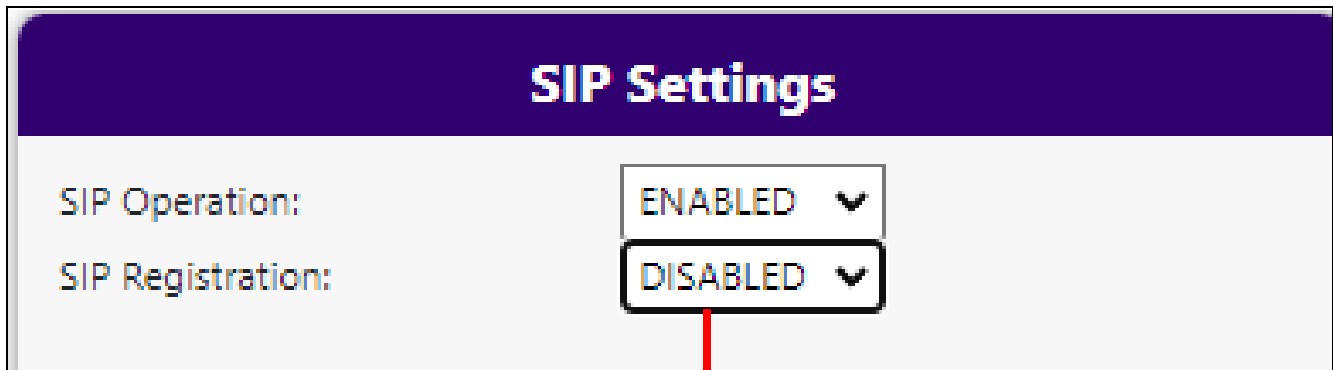 SIP Settings
SIP Operation: ENABLED
SIP Registration: DISABLED